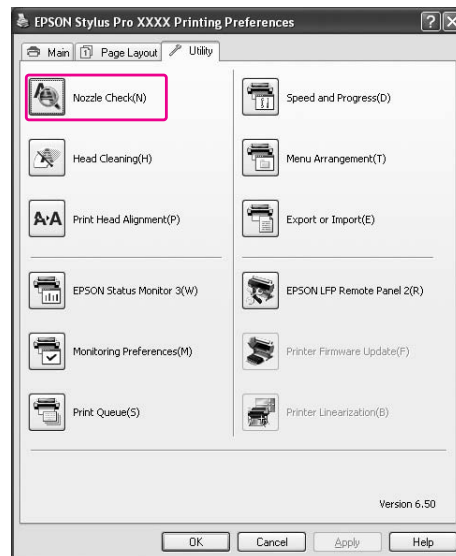 EPSON Stylus Pro XXXX Printing Preferences
Main
Page Layout
Utility
Nozzle Check(N)
Speed and Progress(D)
Head Cleaning(H)
Menu Arrangement(T)
A·A
Print Head Alignment(P)
Export or Import(E)
EPSON Status Monitor 3(W)
EPSON LFP Remote Panel 2(R)
Monitoring Preferences(M)
Printer Firmware Update(F)
Print Queue(S)
Printer Linearization(B)
Version 6.50
OK
Cancel
Apply
Help